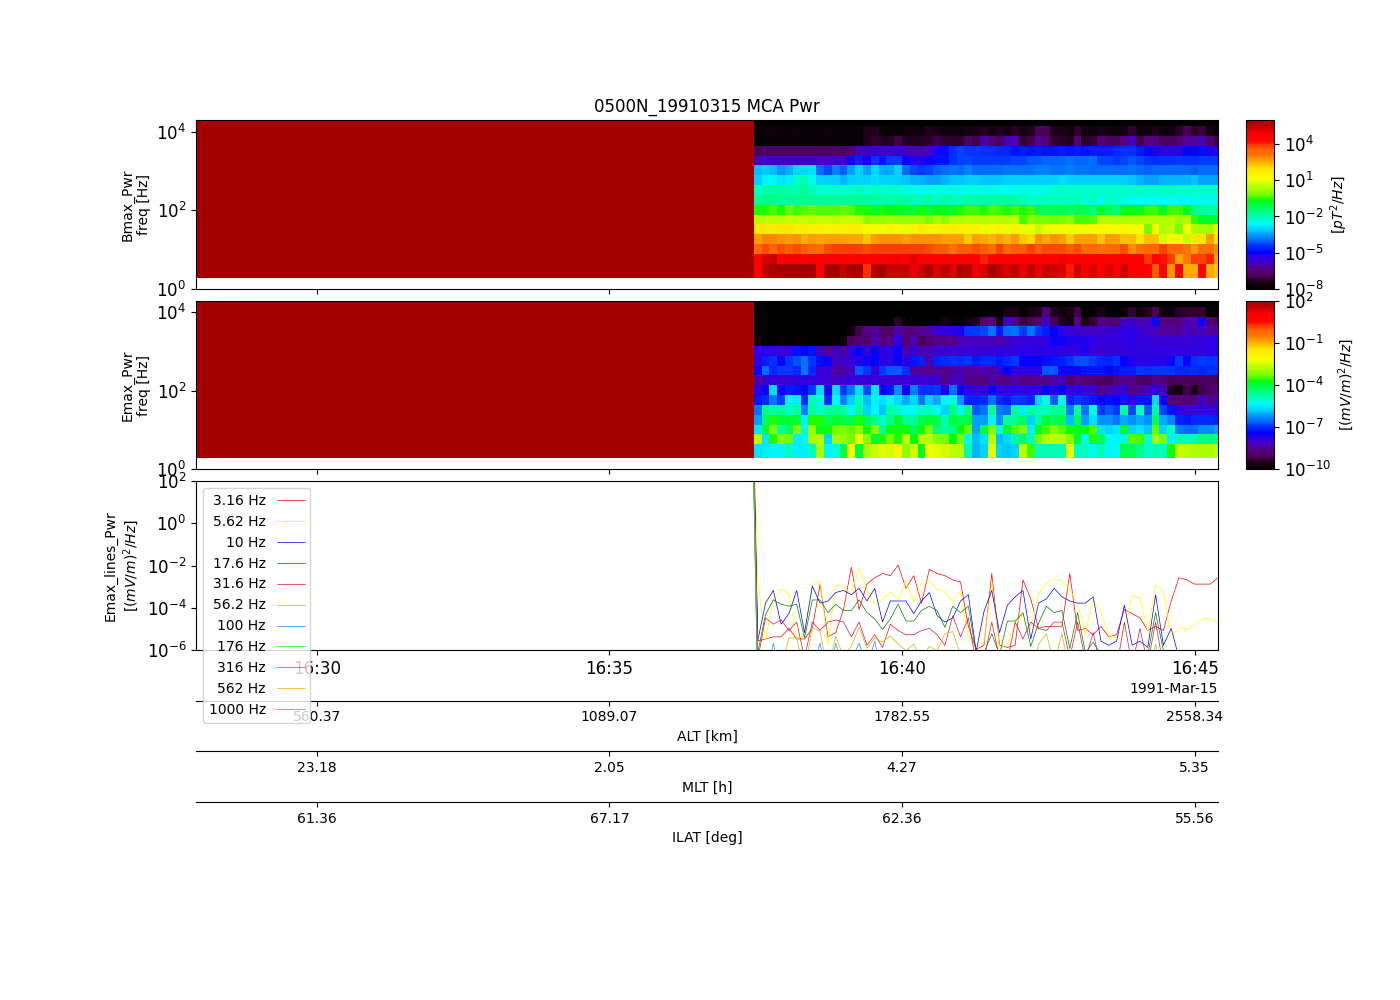 0500N_19910315 MCA Pwr
Bmax_Pwr
freq [Hz]
10^4
10^2
10^0
10^4
10^1
10^-2
10^-5
10^-8
[pT^2/Hz]
Emax_Pwr
freq [Hz]
10^4
10^2
10^0
10^2
10^-1
10^-4
10^-7
10^-10
[(mV/m)^2/Hz]
Emax_lines_Pwr
[(mV/m)^2/Hz]
10^2
10^0
10^-2
10^-4
10^-6
3.16 Hz
5.62 Hz
10 Hz
17.6 Hz
31.6 Hz
56.2 Hz
100 Hz
176 Hz
316 Hz
562 Hz
1000 Hz
16:30 16:35 16:40 16:45
1991-Mar-15
560.37 1089.07 1782.55 2558.34
ALT [km]
23.18 2.05 4.27 5.35
MLT [h]
61.36 67.17 62.36 55.56
ILAT [deg]